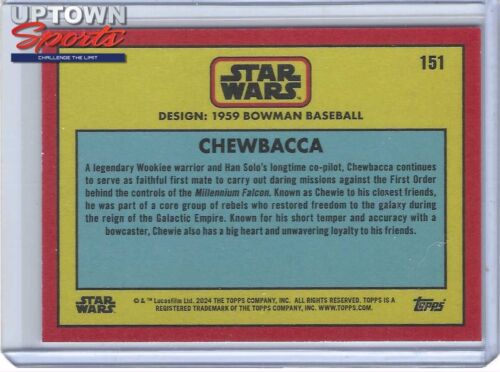 UPTOWN
Sports
CHALLENGE THE LIMIT
151
STAR
WARS™
DESIGN: 1959 BOWMAN BASEBALL
CHEWBACCA
A legendary Wookiee warrior and Han Solo's longtime co-pilot, Chewbacca continues
to serve as faithful first mate to carry out daring missions against the First Order
behind the controls of the Millennium Falcon. Known as Chewie to his closest friends,
he was part of a core group of rebels who restored freedom to the galaxy during
the reign of the Galactic Empire. Known for his short temper and accuracy with a
bowcaster, Chewie also has a big heart and unwavering loyalty to his friends.
STAR
WARS
© & ™ Lucasfilm Ltd. 2024 THE TOPPS COMPANY, INC. ALL RIGHTS RESERVED. TOPPS IS A
REGISTERED TRADEMARK OF THE TOPPS COMPANY, INC. WWW.TOPPS.COM.
TOPPS